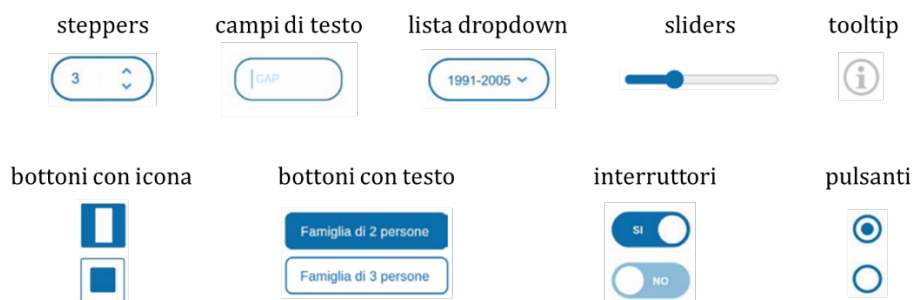 steppers
campi di testo
lista dropdown
sliders
tooltip
3
CAP
1991-2005
i
bottoni con icona
bottoni con testo
interruttori
pulsanti
Famiglia di 2 persone
SI
Famiglia di 3 persone
NO